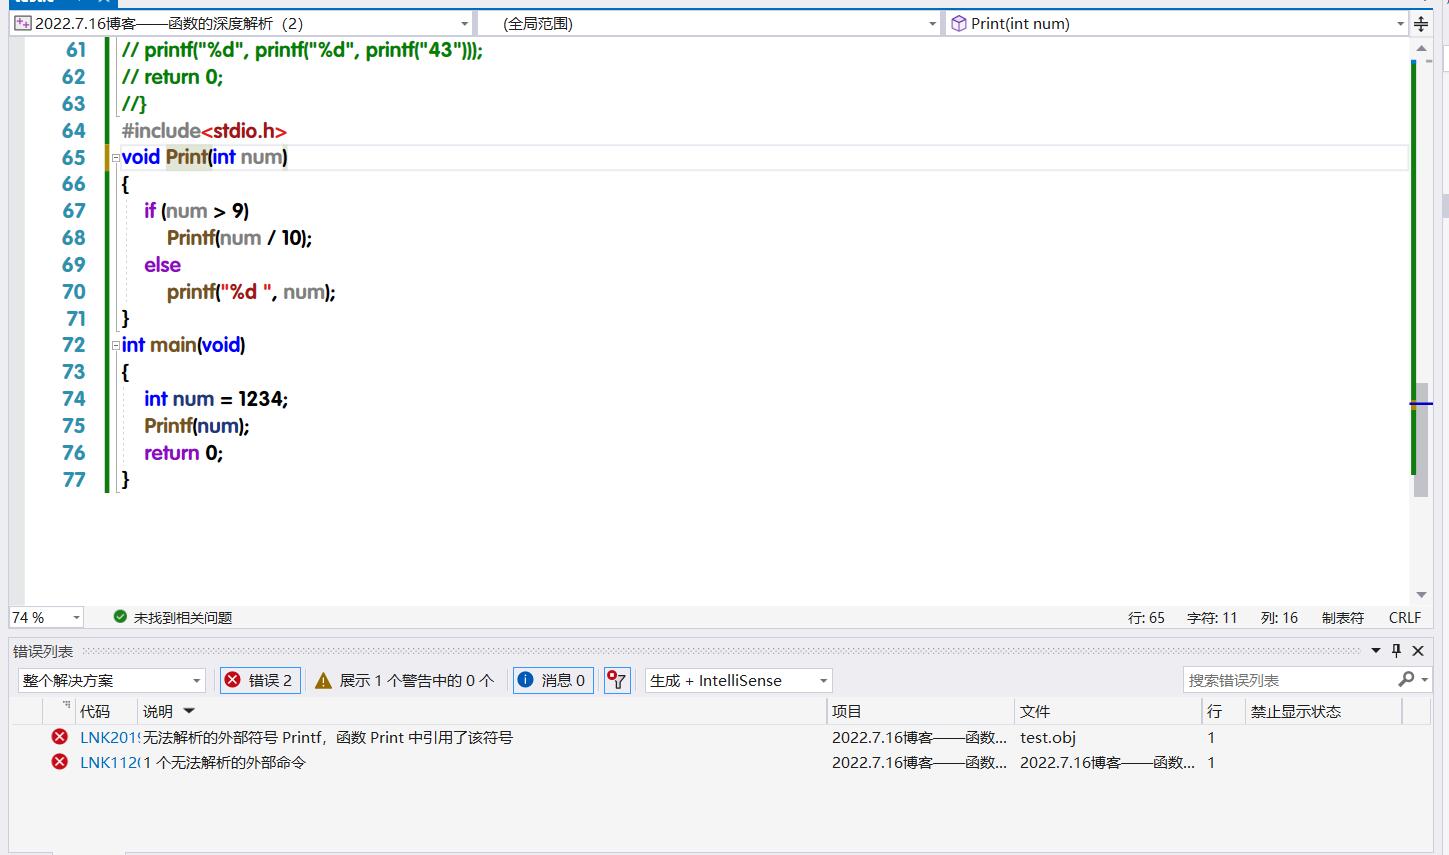 2022.7.16博客——函数的深度解析（2）
(全局范围)
Print(int num)
61 // printf("%d", printf("%d", printf("43")));
62 // return 0;
63 //}
64 #include<stdio.h>
65 void Print(int num)
66 {
67 if (num > 9)
68 Printf(num / 10);
69 else
70 printf("%d ", num);
71 }
72 int main(void)
73 {
74 int num = 1234;
75 Printf(num);
76 return 0;
77 }
74 % 未找到相关问题 行: 65 字符: 11 列: 16 制表符 CRLF
错误列表
整个解决方案 错误 2 展示 1 个警告中的 0 个 消息 0 生成 + IntelliSense 搜索错误列表
代码 说明 项目 文件 行 禁止显示状态
LNK2019 无法解析的外部符号 Printf，函数 Print 中引用了该符号 2022.7.16博客——函数... test.obj 1
LNK112 1 个无法解析的外部命令 2022.7.16博客——函数... 2022.7.16博客——函数... 1